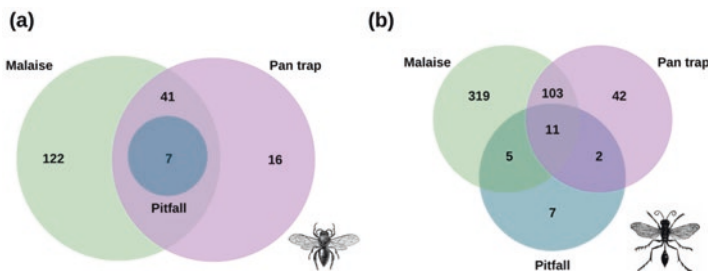 (a)
Malaise
Pan trap
41
122
7
16
Pitfall
(b)
Malaise
Pan trap
319
103
42
11
5
2
7
Pitfall